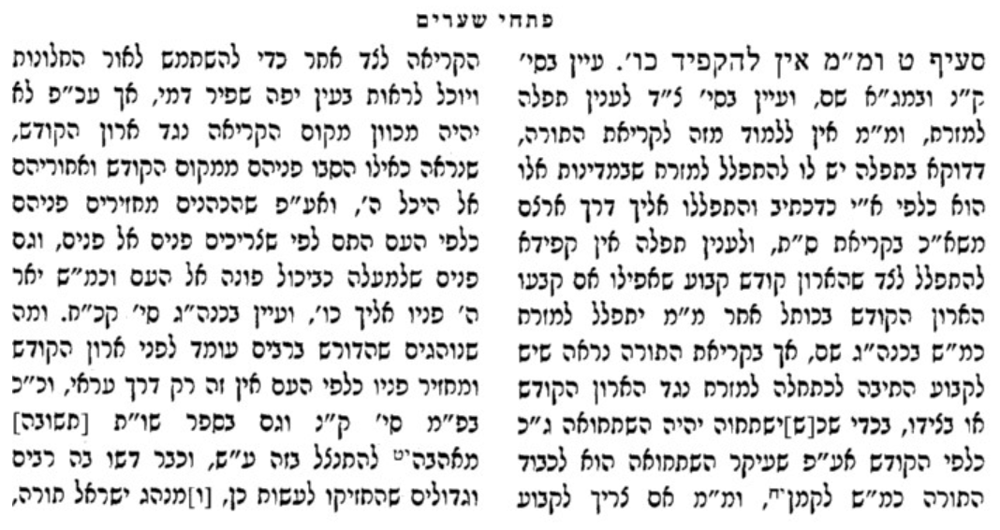 פתחי שערים
סעיף ט ומ״מ אין להקפיד כו׳. עיין בסי׳
ק״נ ובמג״א שם, ועיין בסי׳ צ״ד לענין תפלה
למזרח, ומ״מ אין ללמוד מזה לקריאת התורה,
דדוקא בתפלה יש לו להתפלל למזרח שבמדינות אלו
הוא כלפי א״י כדכתיב והתפללו אליך דרך ארצם
משא״כ בקריאת ס״ת, ולענין תפלה אין קפידא
להתפלל לצד שהארון קודש קבוע שאפילו אם קבעו
הארון הקודש בכותל אחר מ״מ יתפלל למזרח
כמ״ש בכנה״ג שם, אך בקריאת התורה נראה שיש
לקבוע התיבה לכתחלה למזרח נגד הארון הקודש
או בצידו, בכדי שכ[ש]ישתחוה יהיה השתחואה ג״כ
כלפי הקודש אע״פ שעיקר השתחואה הוא לכבוד
התורה כמ״ש לקמן יח, ומ״מ אם צריך לקבוע
הקריאה לצד אחר כדי להשתמש לאור החלונות
ויוכל לראות בעין יפה שפיר דמי, אך עכ״פ לא
יהיה מכוון מקום הקריאה נגד ארון הקודש,
שנראה כאילו הסבו פניהם ממקום הקודש ואחוריהם
אל היכל ה׳, ואע״פ שהכהנים מחזירים פניהם
כלפי העם התם לפי שצריכים פנים אל פנים, וגם
פנים שלמעלה כביכול פונה אל העם וכמ״ש יאר
ה׳ פניו אליך כו׳, ועיין בכנה״ג סי׳ קכ״ח. ומה
שנוהגים שהדורש ברבים עומד לפני ארון הקודש
ומחזיר פניו כלפי העם אין זה רק דרך עראי, וכ״כ
בפ״מ סי׳ ק״נ וגם בספר שו״ת [תשובה]
מאהבה יט להתנצל בזה ע״ש, וכבר דשו בה רבים
וגדולים שהחזיקו לעשות כן, [ו]מנהג ישראל תורה,